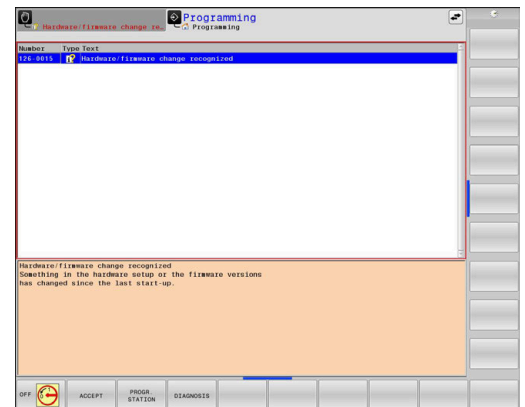 Hardware/firmware change re…
Programming
Programming
Number Type Text
126-0015 Hardware/firmware change recognized
Hardware/firmware change recognized
Something in the hardware setup or the firmware versions
has changed since the last start-up.
OFF
ACCEPT
PROGR.
STATION
DIAGNOSIS